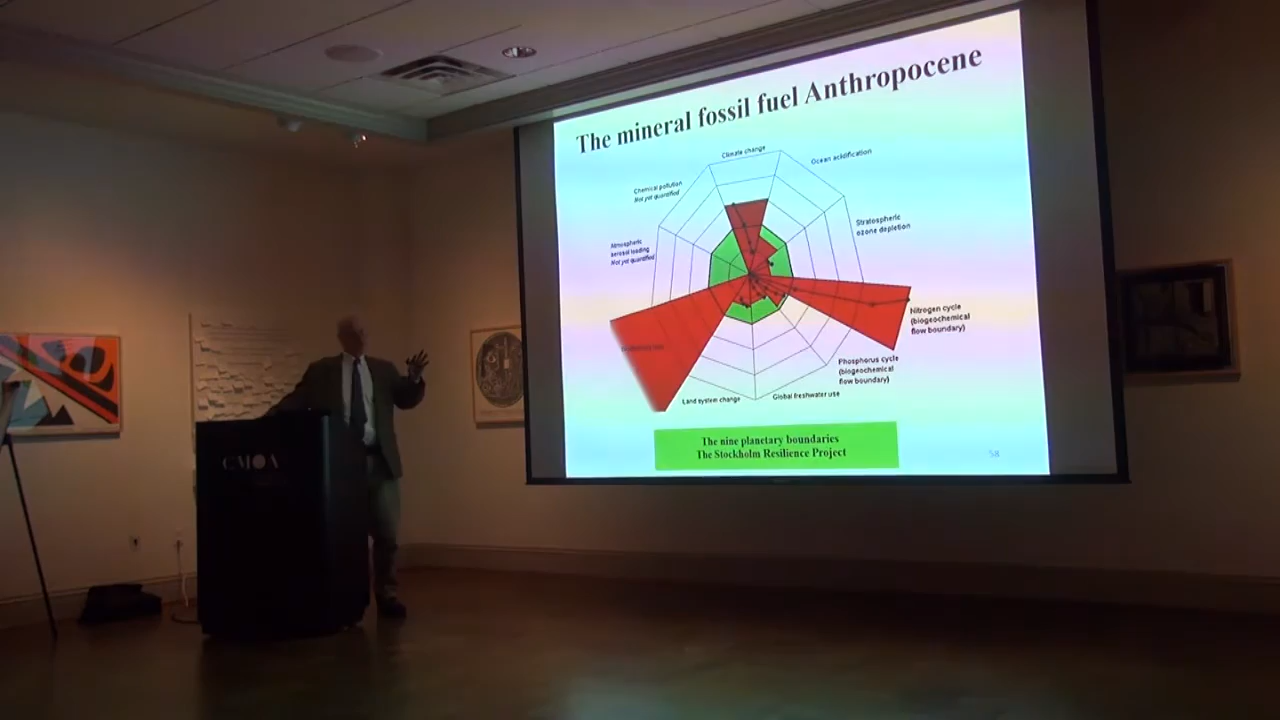 The mineral fossil fuel Anthropocene
Climate change
Ocean acidification
Chemical pollution
Not yet quantified
Stratospheric
ozone depletion
Atmospheric
aerosol loading
Not yet quantified
Nitrogen cycle
(biogeochemical
flow boundary)
Phosphorus cycle
(biogeochemical
flow boundary)
Land system change
Global freshwater use
The nine planetary boundaries
The Stockholm Resilience Project
58
CMOA